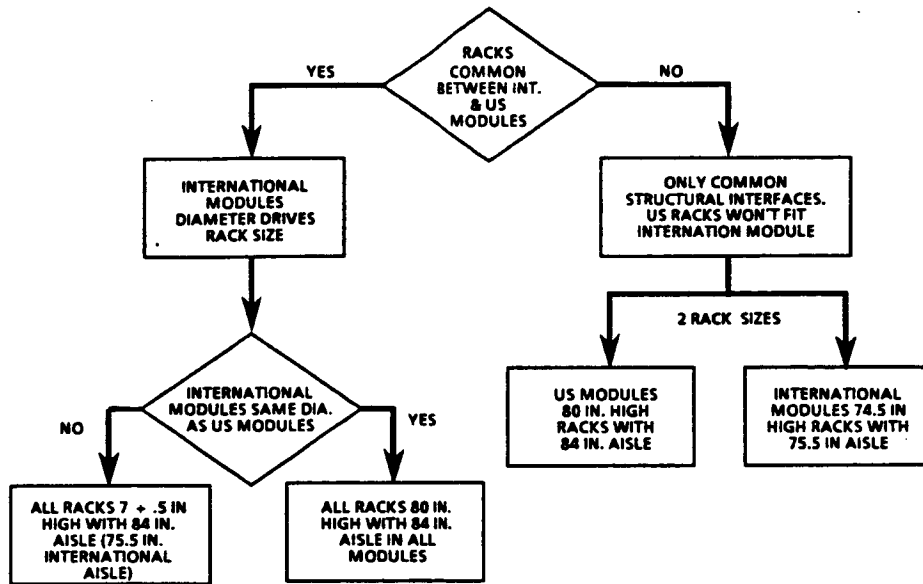 RACKS
COMMON
BETWEEN INT.
& US
MODULES
YES
NO
INTERNATIONAL
MODULES
DIAMETER DRIVES
RACK SIZE
ONLY COMMON
STRUCTURAL INTERFACES.
US RACKS WON'T FIT
INTERNATION MODULE
2 RACK SIZES
INTERNATIONAL
MODULES SAME DIA.
AS US MODULES
NO
YES
US MODULES
80 IN. HIGH
RACKS WITH
84 IN. AISLE
INTERNATIONAL
MODULES 74.5 IN
HIGH RACKS WITH
75.5 IN AISLE
ALL RACKS 7 + .5 IN
HIGH WITH 84 IN.
AISLE (75.5 IN.
INTERNATIONAL
AISLE)
ALL RACKS 80 IN.
HIGH WITH 84 IN.
AISLE IN ALL
MODULES